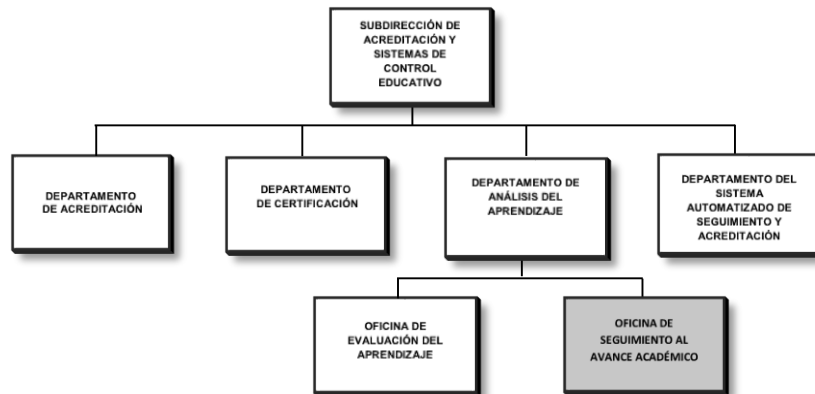 SUBDIRECCIÓN DE
ACREDITACIÓN Y
SISTEMAS DE
CONTROL
EDUCATIVO
DEPARTAMENTO
DE ACREDITACIÓN
DEPARTAMENTO
DE CERTIFICACIÓN
DEPARTAMENTO DE
ANÁLISIS DEL
APRENDIZAJE
DEPARTAMENTO DEL
SISTEMA
AUTOMATIZADO DE
SEGUIMIENTO Y
ACREDITACIÓN
OFICINA DE
EVALUACIÓN DEL
APRENDIZAJE
OFICINA DE
SEGUIMIENTO AL
AVANCE ACADÉMICO